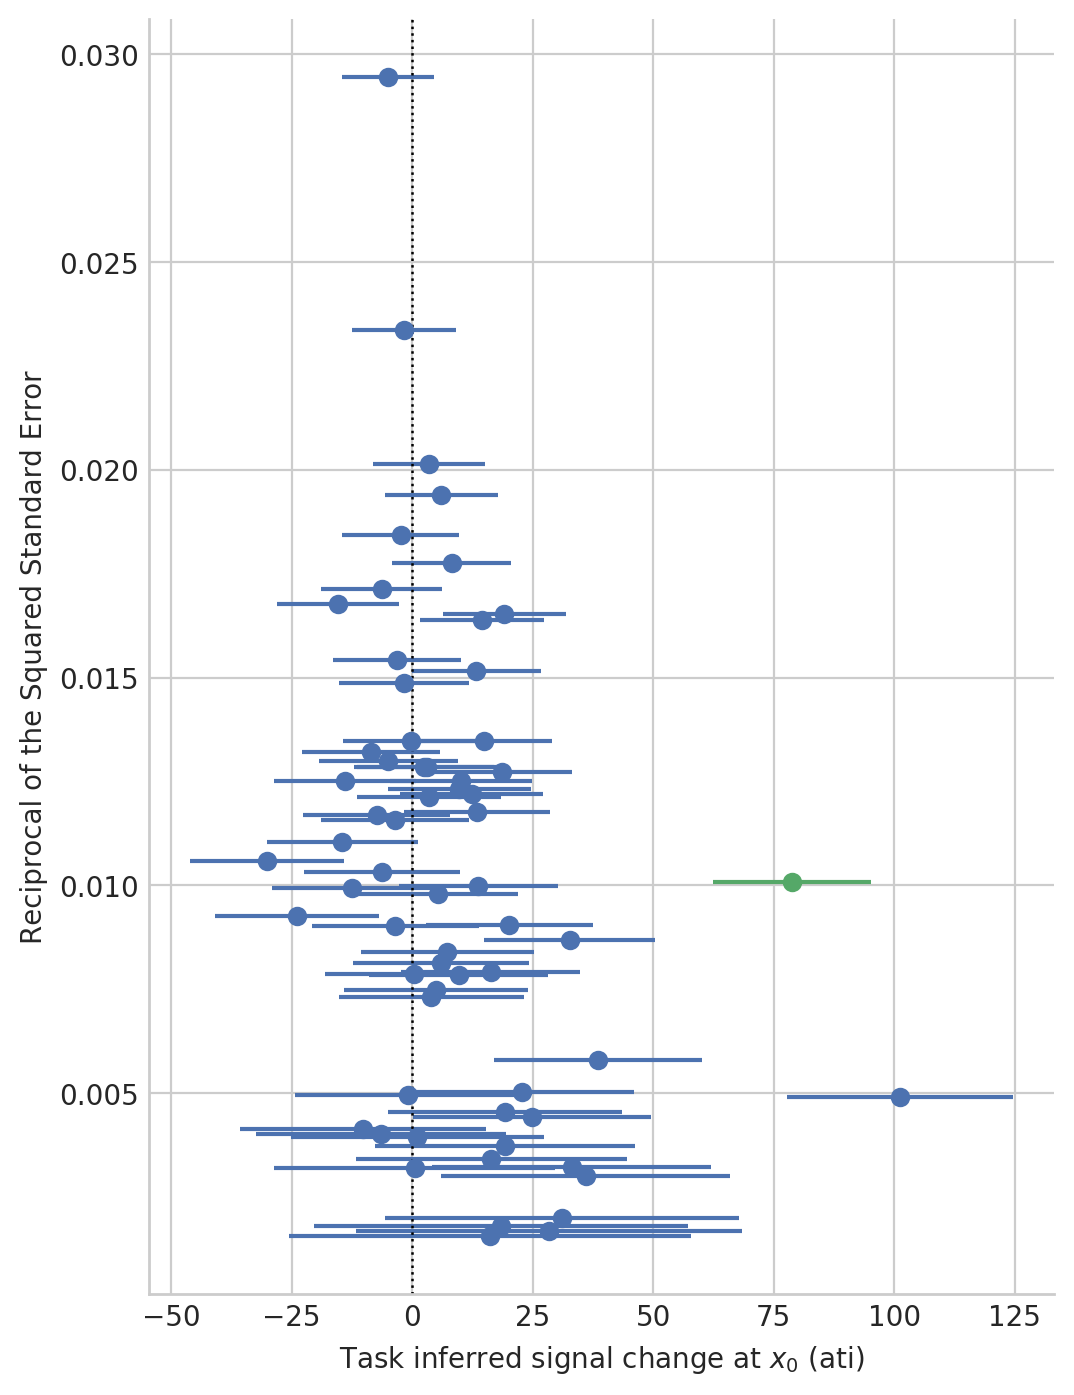 0.030
0.025
0.020
0.015
0.010
0.005
Reciprocal of the Squared Standard Error
−50 −25 0 25 50 75 100 125
Task inferred signal change at x₀ (ati)